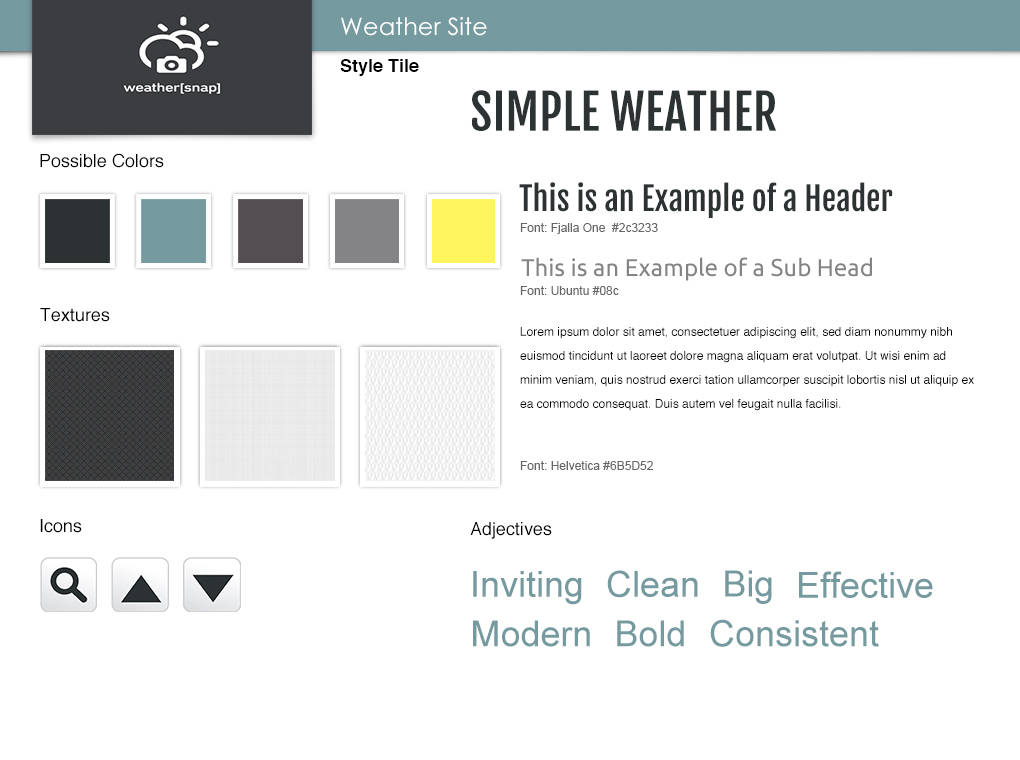 Weather Site
weather[snap]
Style Tile
SIMPLE WEATHER
Possible Colors
This is an Example of a Header
Font: Fjalla One  #2c3233
This is an Example of a Sub Head
Font: Ubuntu #08c
Textures
Lorem ipsum dolor sit amet, consectetuer adipiscing elit, sed diam nonummy nibh
euismod tincidunt ut laoreet dolore magna aliquam erat volutpat. Ut wisi enim ad
minim veniam, quis nostrud exerci tation ullamcorper suscipit lobortis nisl ut aliquip ex
ea commodo consequat. Duis autem vel feugait nulla facilisi.
Font: Helvetica #6B5D52
Icons
Adjectives
Inviting Clean Big Effective
Modern Bold Consistent